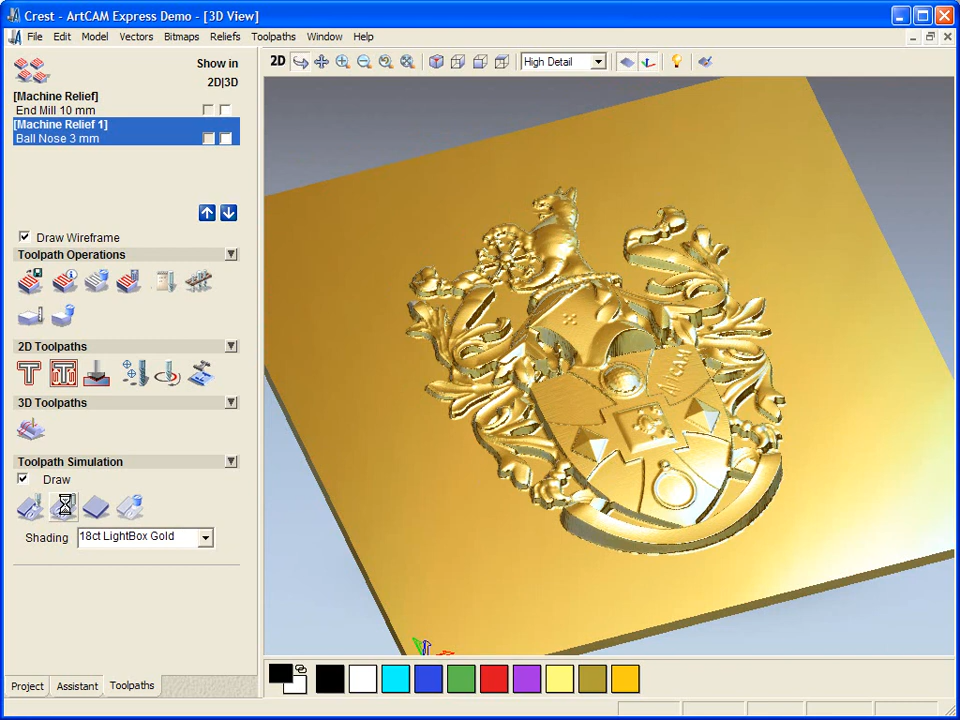 Crest - ArtCAM Express Demo - [3D View]
File Edit Model Vectors Bitmaps Reliefs Toolpaths Window Help
Show in
2D High Detail
2D|3D
[Machine Relief]
End Mill 10 mm
[Machine Relief 1]
Ball Nose 3 mm
Draw Wireframe
Toolpath Operations
2D Toolpaths
3D Toolpaths
Toolpath Simulation
Draw
Shading 18ct LightBox Gold
ArtCAM
Project Assistant Toolpaths